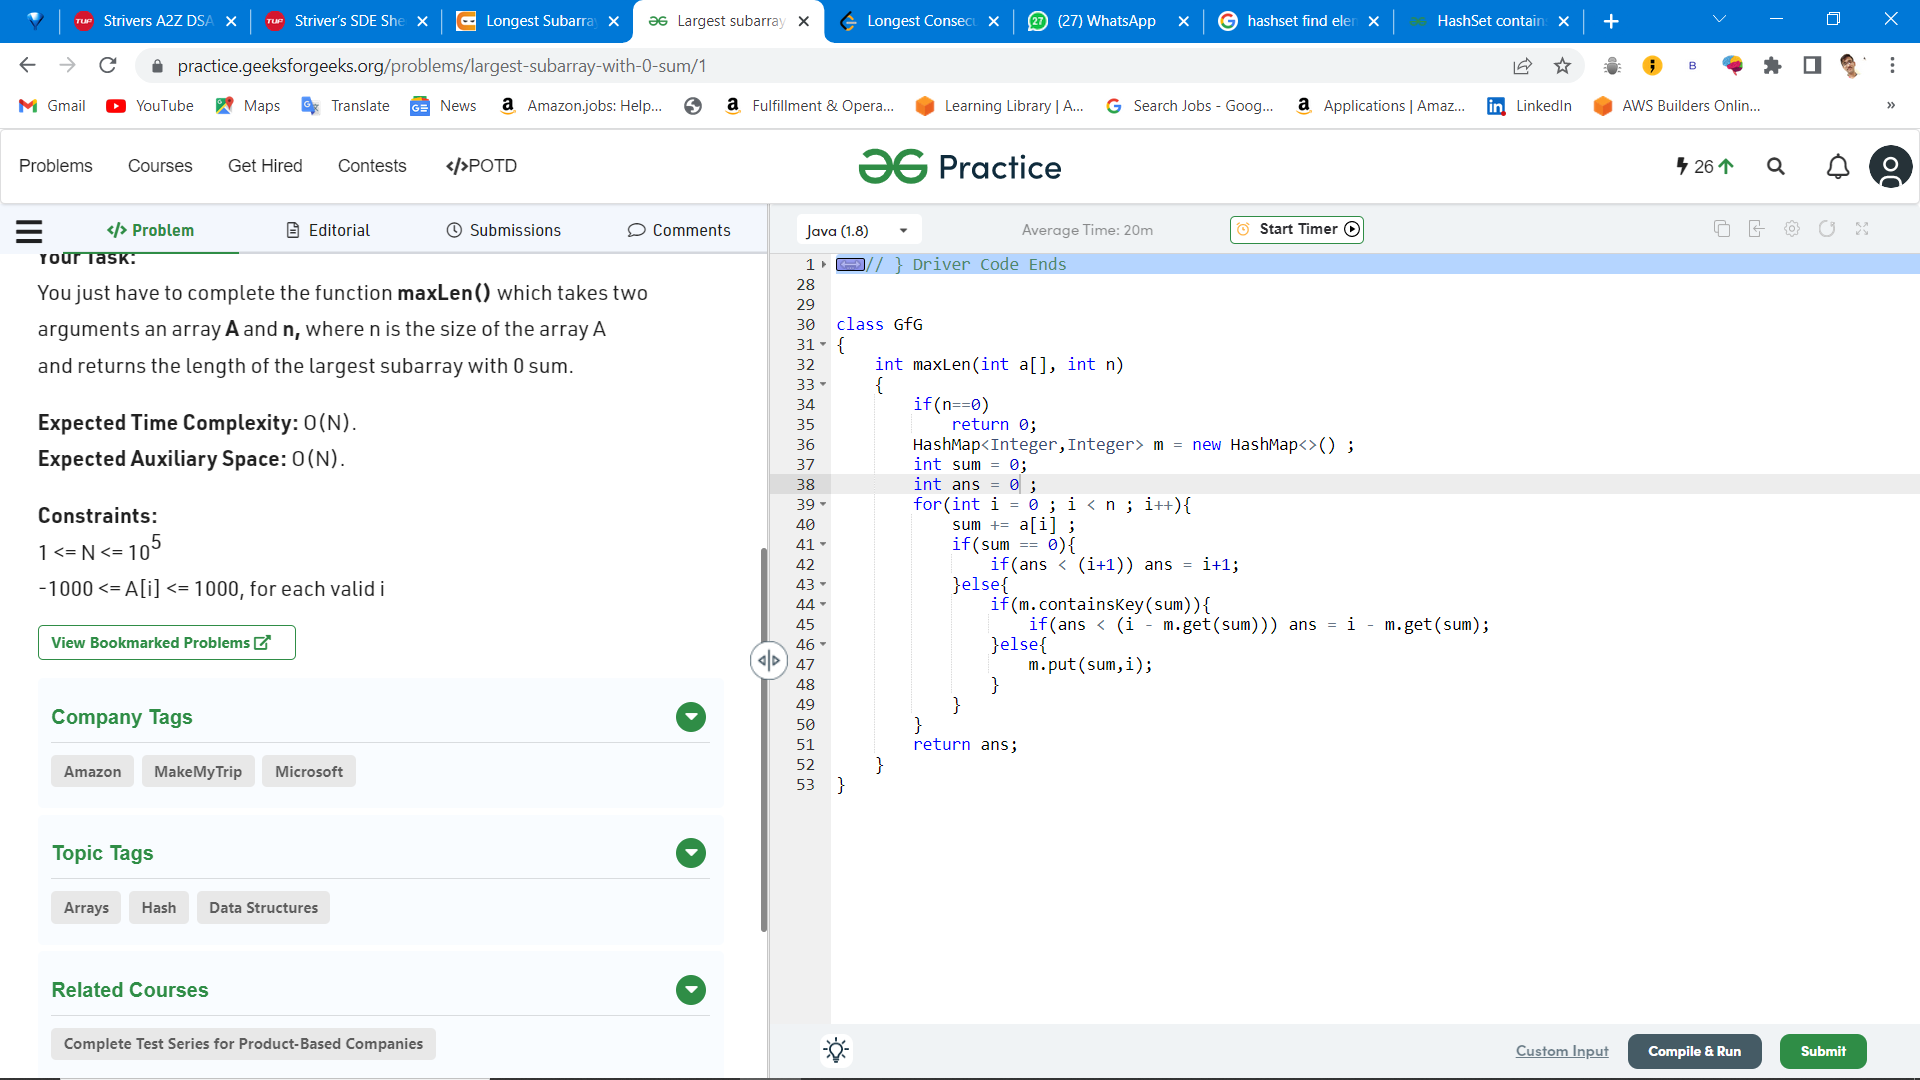 Strivers A2Z DSA
Striver's SDE She
Longest Subarra
Largest subarray
Longest Consecu
(27) WhatsApp
hashset find eler
HashSet contain
practice.geeksforgeeks.org/problems/largest-subarray-with-0-sum/1
Gmail
YouTube
Maps
Translate
News
Amazon.jobs: Help...
Fulfillment & Opera...
Learning Library | A...
Search Jobs - Goog...
Applications | Amaz...
LinkedIn
AWS Builders Onlin...
»
Problems
Courses
Get Hired
Contests
</>POTD
Practice
26
</> Problem
Editorial
Submissions
Comments
Your Task:
You just have to complete the function maxLen() which takes two
arguments an array A and n, where n is the size of the array A
and returns the length of the largest subarray with 0 sum.
Expected Time Complexity: O(N).
Expected Auxiliary Space: O(N).
Constraints:
1 <= N <= 10^5
-1000 <= A[i] <= 1000, for each valid i
View Bookmarked Problems
Company Tags
Amazon
MakeMyTrip
Microsoft
Topic Tags
Arrays
Hash
Data Structures
Related Courses
Complete Test Series for Product-Based Companies
Java (1.8)
Average Time: 20m
Start Timer
1 // } Driver Code Ends
28
29
30 class GfG
31 {
32 int maxLen(int a[], int n)
33 {
34 if(n==0)
35 return 0;
36 HashMap<Integer,Integer> m = new HashMap<>() ;
37 int sum = 0;
38 int ans = 0 ;
39 for(int i = 0 ; i < n ; i++){
40 sum += a[i] ;
41 if(sum == 0){
42 if(ans < (i+1)) ans = i+1;
43 }else{
44 if(m.containsKey(sum)){
45 if(ans < (i - m.get(sum))) ans = i - m.get(sum);
46 }else{
47 m.put(sum,i);
48 }
49 }
50 }
51 return ans;
52 }
53 }
Custom Input
Compile & Run
Submit